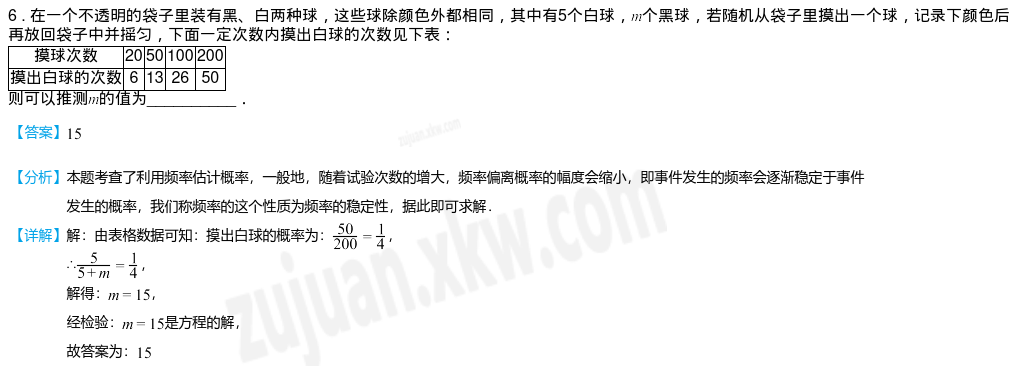 6．在一个不透明的袋子里装有黑、白两种球，这些球除颜色外都相同，其中有5个白球，m个黑球，若随机从袋子里摸出一个球，记录下颜色后
再放回袋子中并摇匀，下面一定次数内摸出白球的次数见下表：
摸球次数 20 50 100 200
摸出白球的次数 6 13 26 50
则可以推测m的值为___________．
【答案】15
【分析】本题考查了利用频率估计概率，一般地，随着试验次数的增大，频率偏离概率的幅度会缩小，即事件发生的频率会逐渐稳定于事件
发生的概率，我们称频率的这个性质为频率的稳定性，据此即可求解．
【详解】解：由表格数据可知：摸出白球的概率为：50/200 = 1/4，
∴5/(5+m) = 1/4，
解得：m = 15，
经检验：m = 15是方程的解，
故答案为：15
zujuan.xkw.com
zujuan.xkw.com